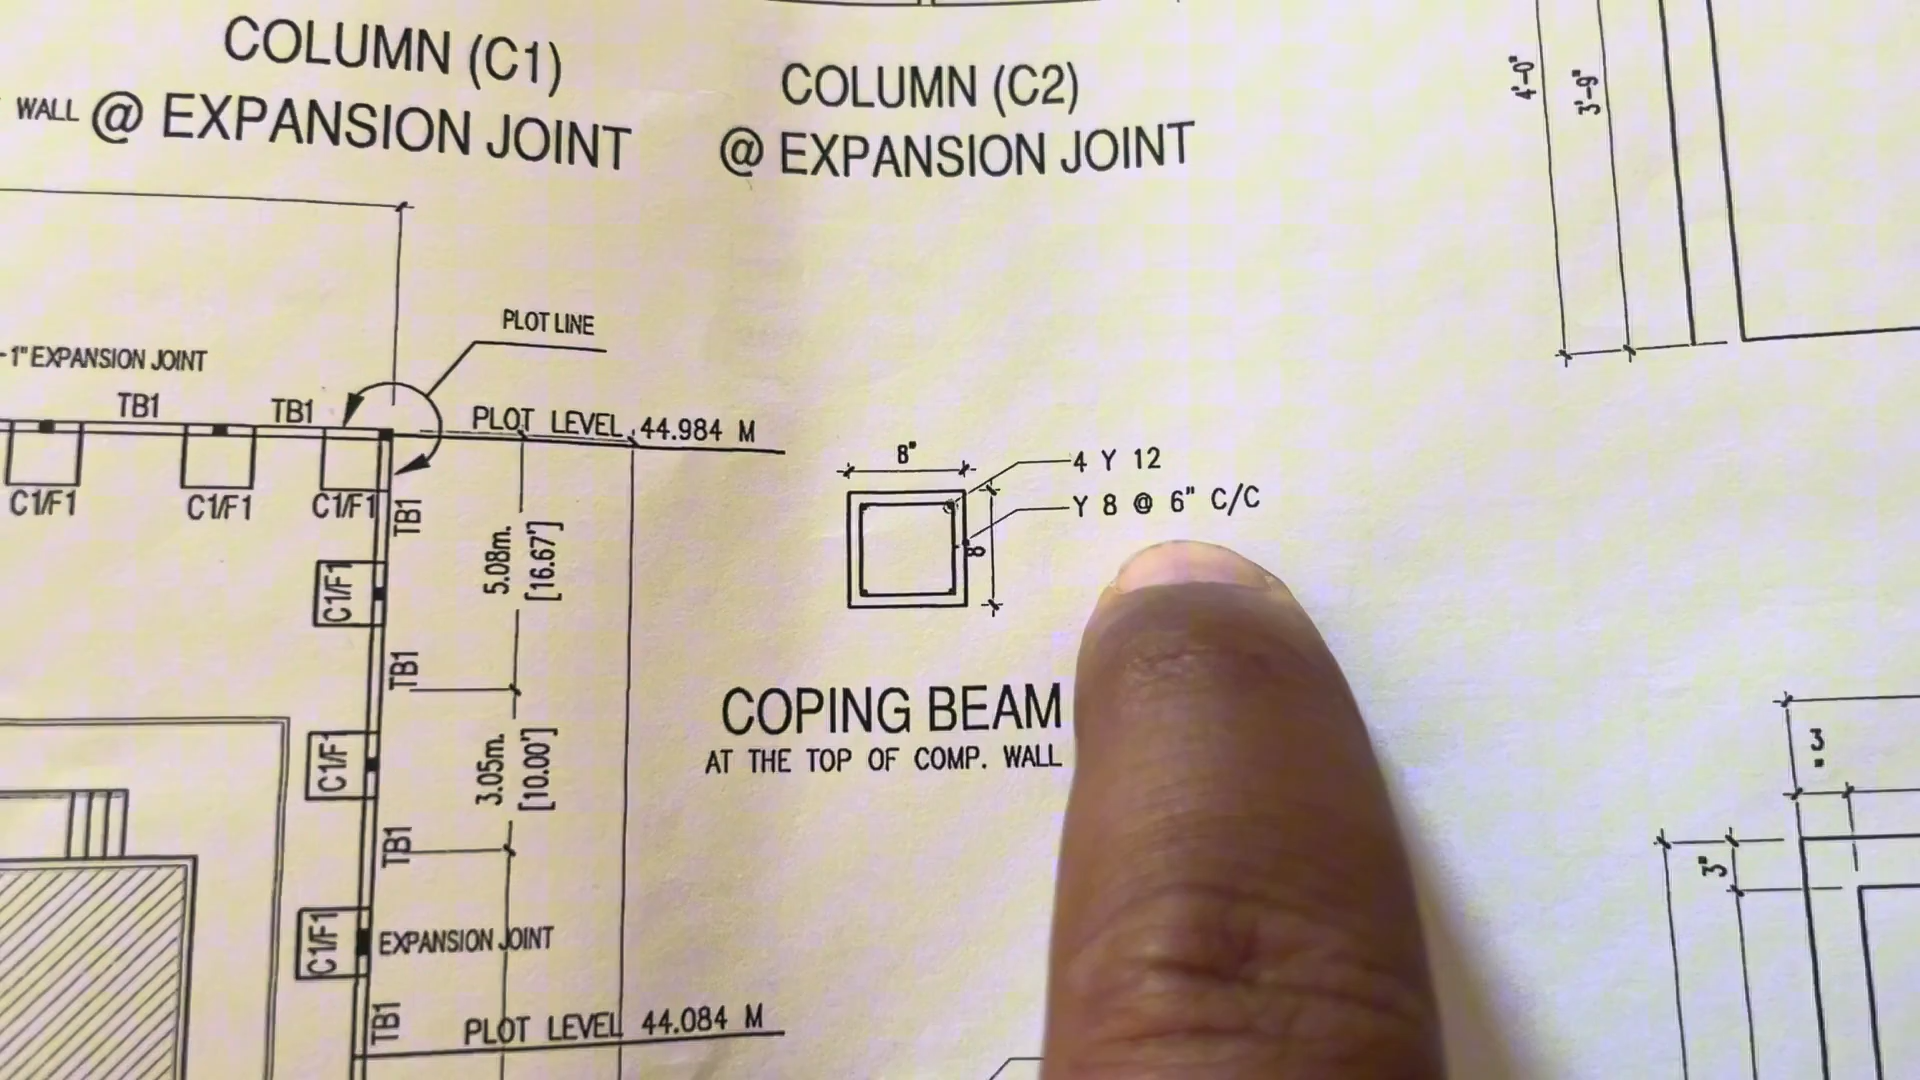 COLUMN (C1)
WALL @ EXPANSION JOINT
COLUMN (C2)
@ EXPANSION JOINT
4'-0"
3'-9"
PLOT LINE
1" EXPANSION JOINT
TB1
TB1
PLOT LEVEL 44.984 M
C1/F1
C1/F1
C1/F1
TB1
5.08m.
[16.67']
C1/F1
8"
4 Y 12
Y 8 @ 6" C/C
8"
TB1
COPING BEAM
AT THE TOP OF COMP. WALL
C1/F1
3.05m.
[10.00']
TB1
3"
3"
C1/F1
EXPANSION JOINT
TB1
PLOT LEVEL 44.084 M